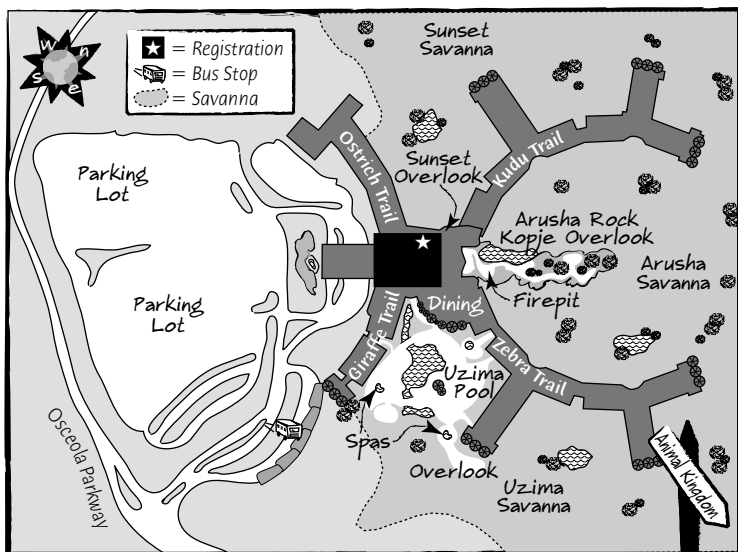 w n
s e
= Registration
= Bus Stop
= Savanna
Sunset
Savanna
Parking
Lot
Ostrich Trail
Sunset
Overlook
Kudu Trail
Arusha Rock
Kopje Overlook
Arusha
Savanna
Firepit
Parking
Lot
Giraffe Trail
Dining
Zebra Trail
Uzima
Pool
Spas
Overlook
Uzima
Savanna
Osceola Parkway
Animal Kingdom